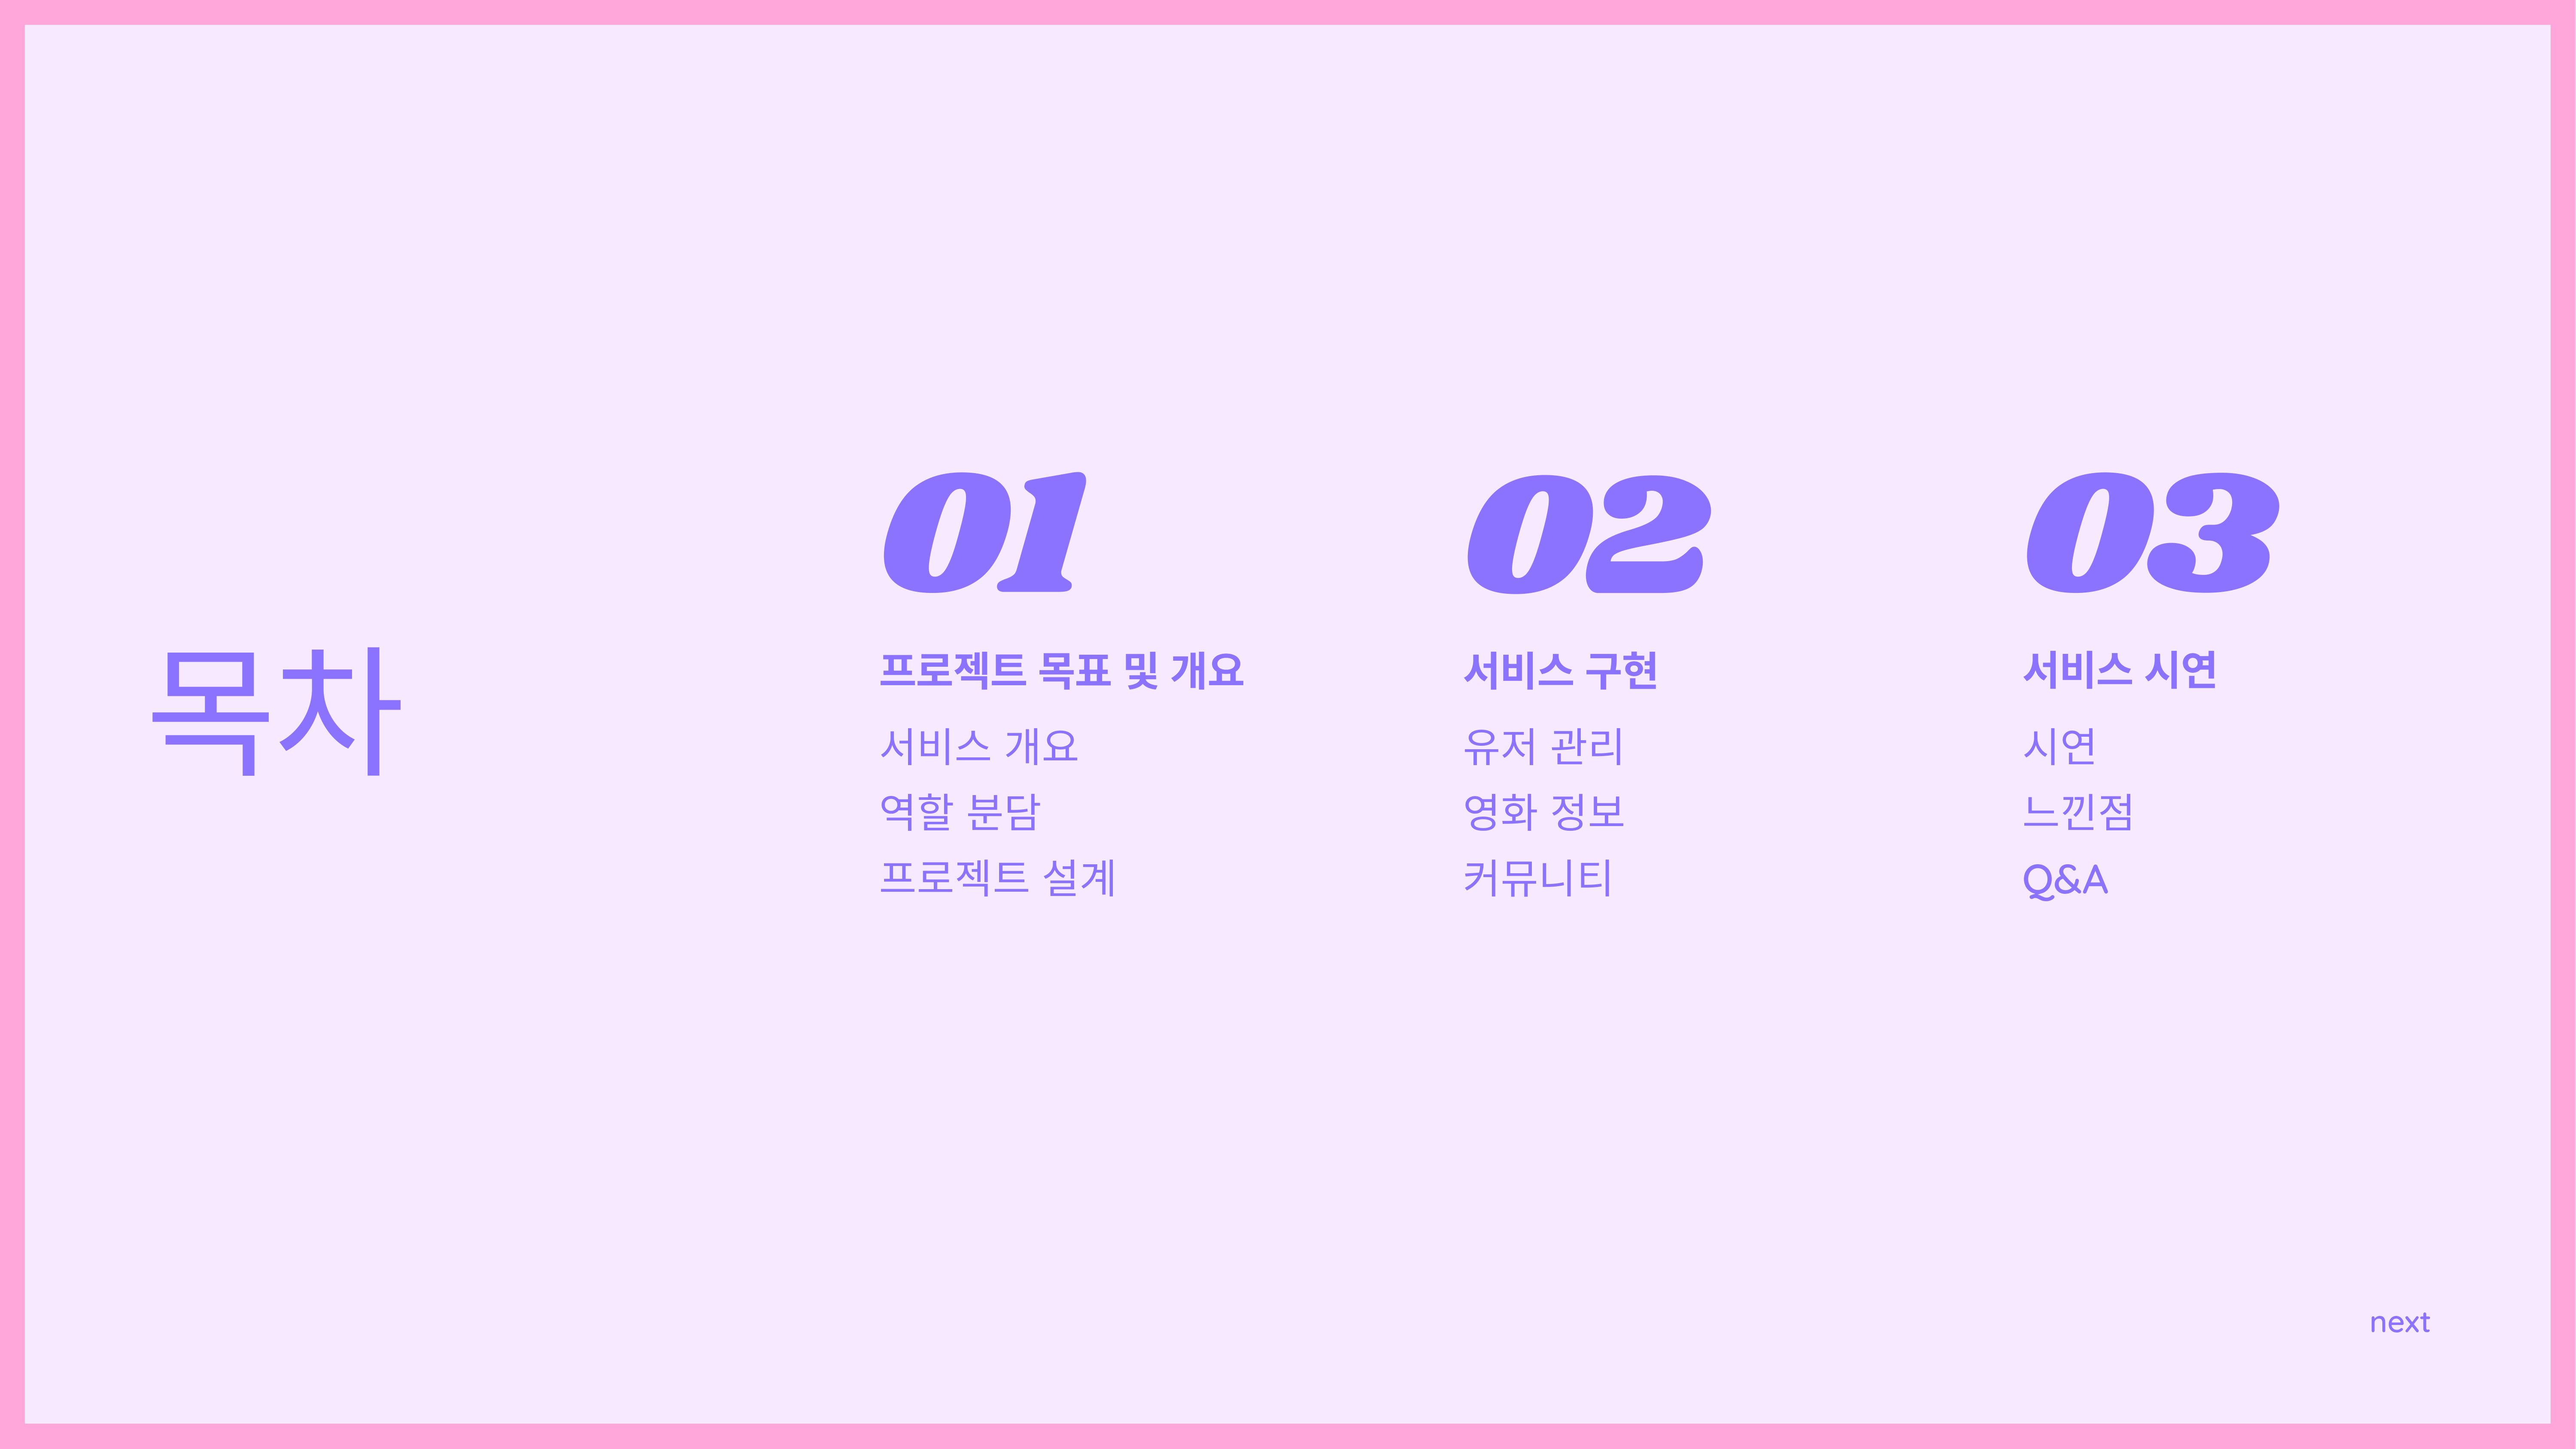 목차
01
프로젝트 목표 및 개요
서비스 개요
역할 분담
프로젝트 설계
02
서비스 구현
유저 관리
영화 정보
커뮤니티
03
서비스 시연
시연
느낀점
Q&A
next